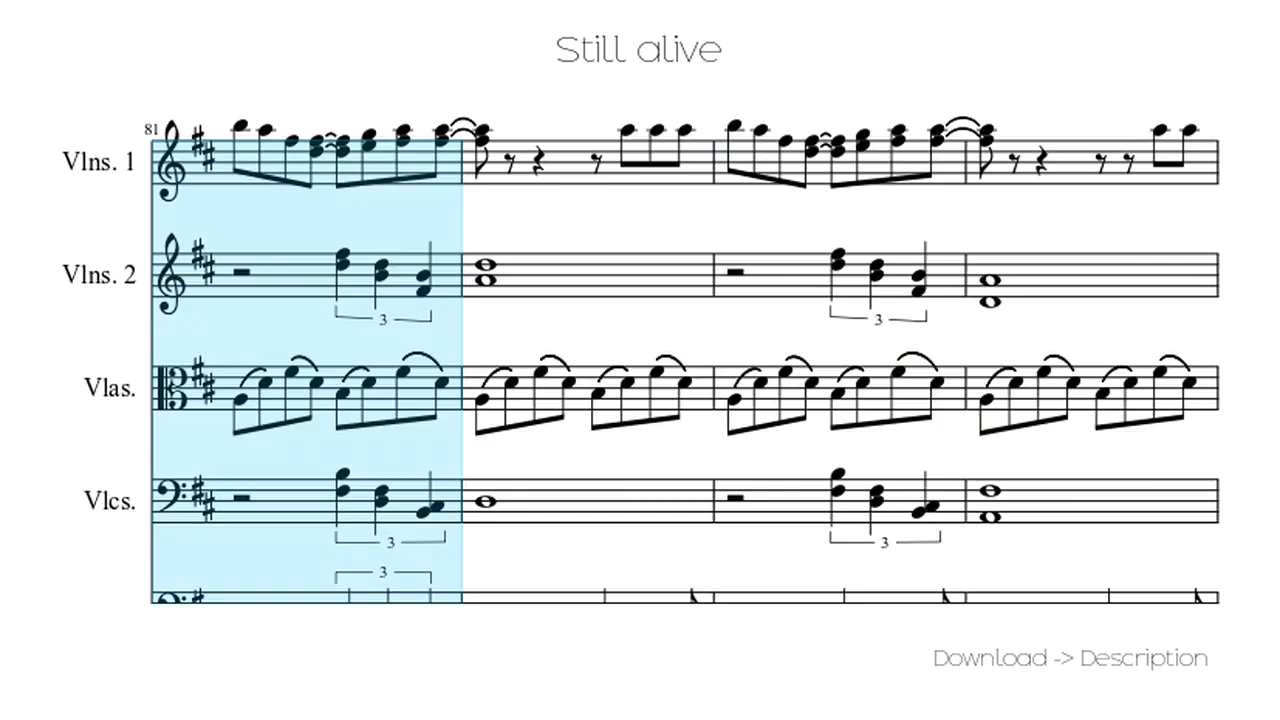 Still alive
81
Vlns. 1
Vlns. 2
3 3
Vlas.
Vlcs.
3 3
3
Download -> Description